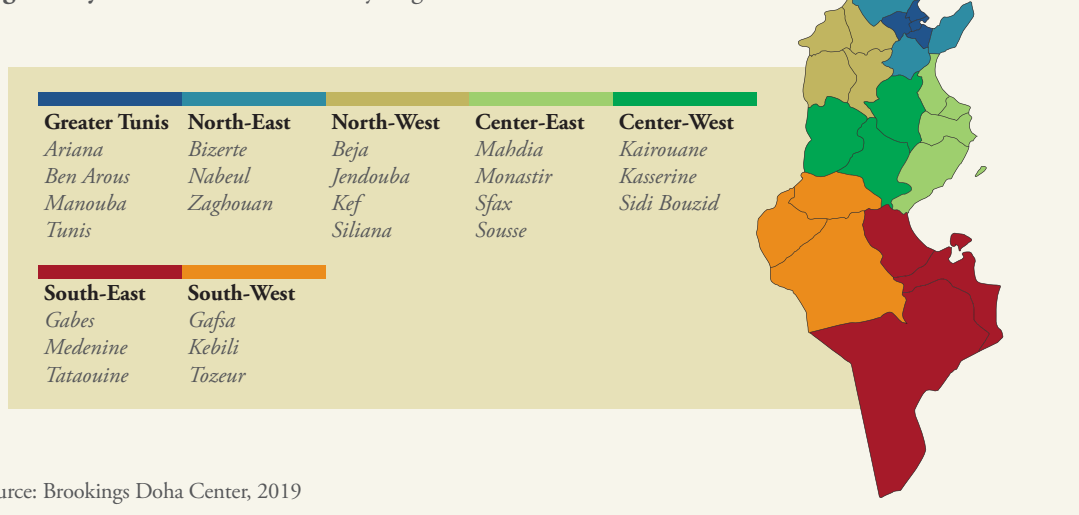 Greater Tunis North-East North-West Center-East Center-West
Ariana Bizerte Beja Mahdia Kairouane
Ben Arous Nabeul Jendouba Monastir Kasserine
Manouba Zaghouan Kef Sfax Sidi Bouzid
Tunis Siliana Sousse
South-East South-West
Gabes Gafsa
Medenine Kebili
Tataouine Tozeur
Brookings Doha Center, 2019